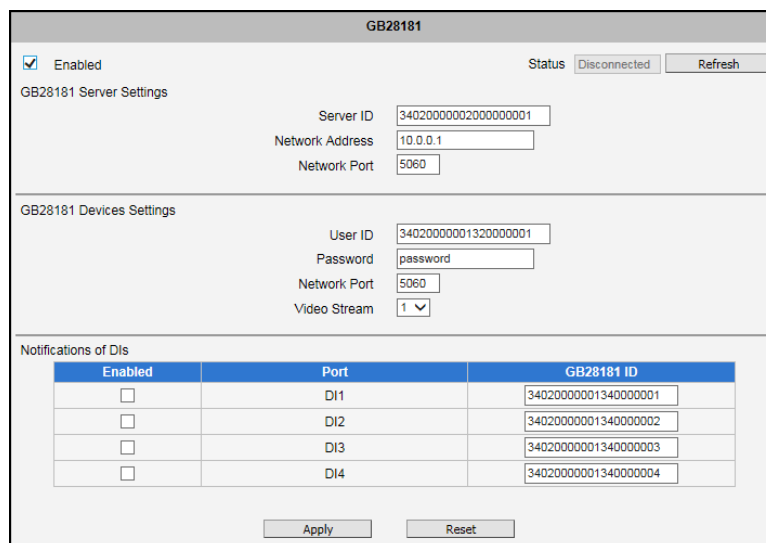 GB28181
Enabled Status Disconnected Refresh
GB28181 Server Settings
Server ID 34020000002000000001
Network Address 10.0.0.1
Network Port 5060
GB28181 Devices Settings
User ID 34020000001320000001
Password password
Network Port 5060
Video Stream 1
Notifications of DIs
Enabled Port GB28181 ID
DI1 34020000001340000001
DI2 34020000001340000002
DI3 34020000001340000003
DI4 34020000001340000004
Apply Reset